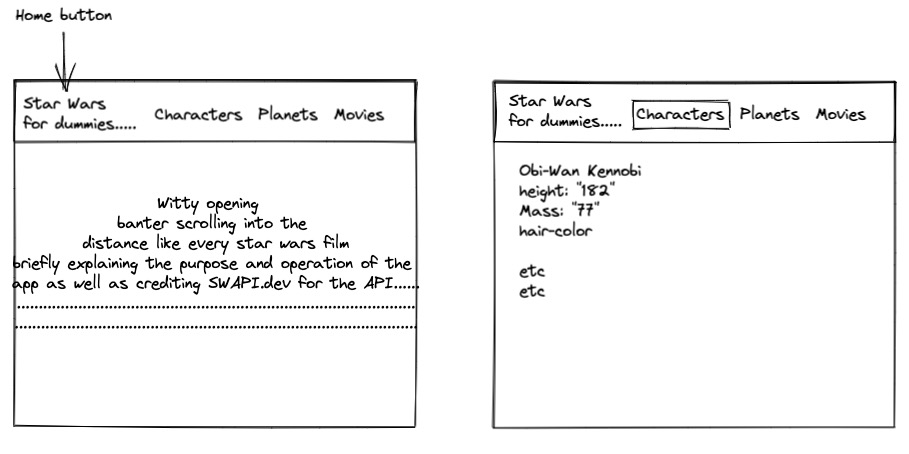 Home button
Star Wars
for dummies.....
Characters Planets Movies
Witty opening
banter scrolling into the
distance like every star wars film
briefly explaining the purpose and operation of the
app as well as crediting SWAPI.dev for the API......
Star Wars
for dummies.....
Characters Planets Movies
Obi-Wan Kennobi
height: "182"
Mass: "77"
hair-color
etc
etc